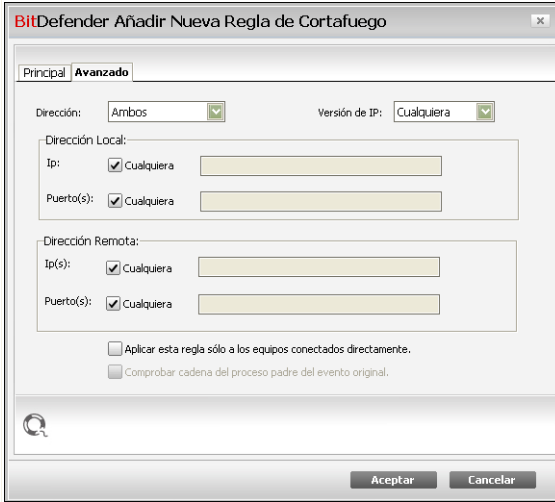 BitDefender Añadir Nueva Regla de Cortafuego
Principal Avanzado
Dirección: Ambos Versión de IP: Cualquiera
Dirección Local:
Ip: Cualquiera
Puerto(s): Cualquiera
Dirección Remota:
Ip(s): Cualquiera
Puerto(s): Cualquiera
Aplicar esta regla sólo a los equipos conectados directamente.
Comprobar cadena del proceso padre del evento original.
Aceptar Cancelar